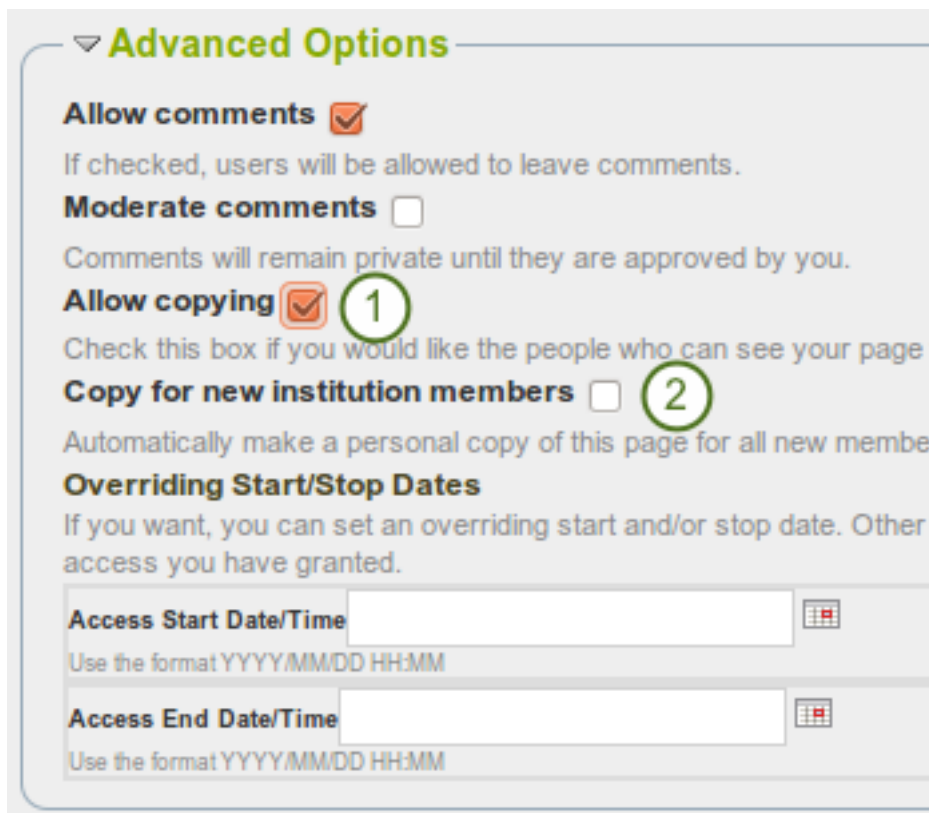 Advanced Options
Allow comments
If checked, users will be allowed to leave comments.
Moderate comments
Comments will remain private until they are approved by you.
Allow copying 1
Check this box if you would like the people who can see your page
Copy for new institution members 2
Automatically make a personal copy of this page for all new membe
Overriding Start/Stop Dates
If you want, you can set an overriding start and/or stop date. Other
access you have granted.
Access Start Date/Time
Use the format YYYY/MM/DD HH:MM
Access End Date/Time
Use the format YYYY/MM/DD HH:MM